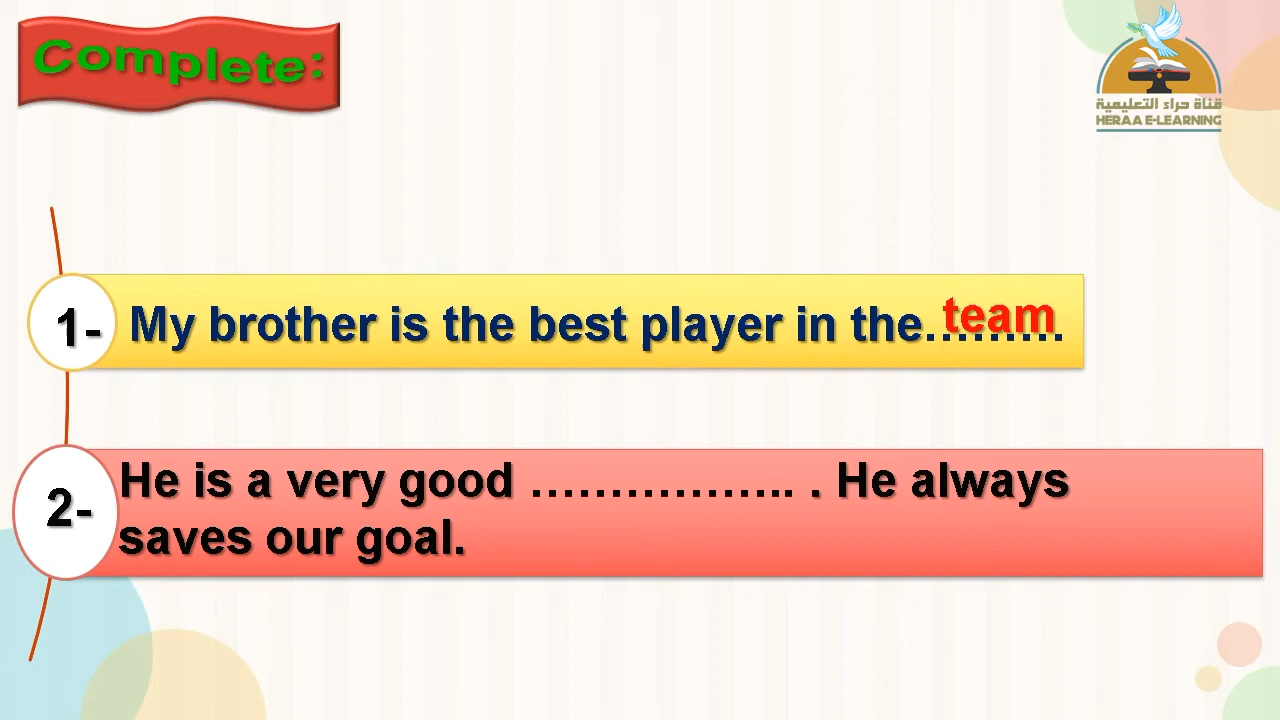 Complete:
قناة حراء التعليمية
HERAA E-LEARNING
1- My brother is the best player in the......... team
2- He is a very good ……………….. . He always
saves our goal.